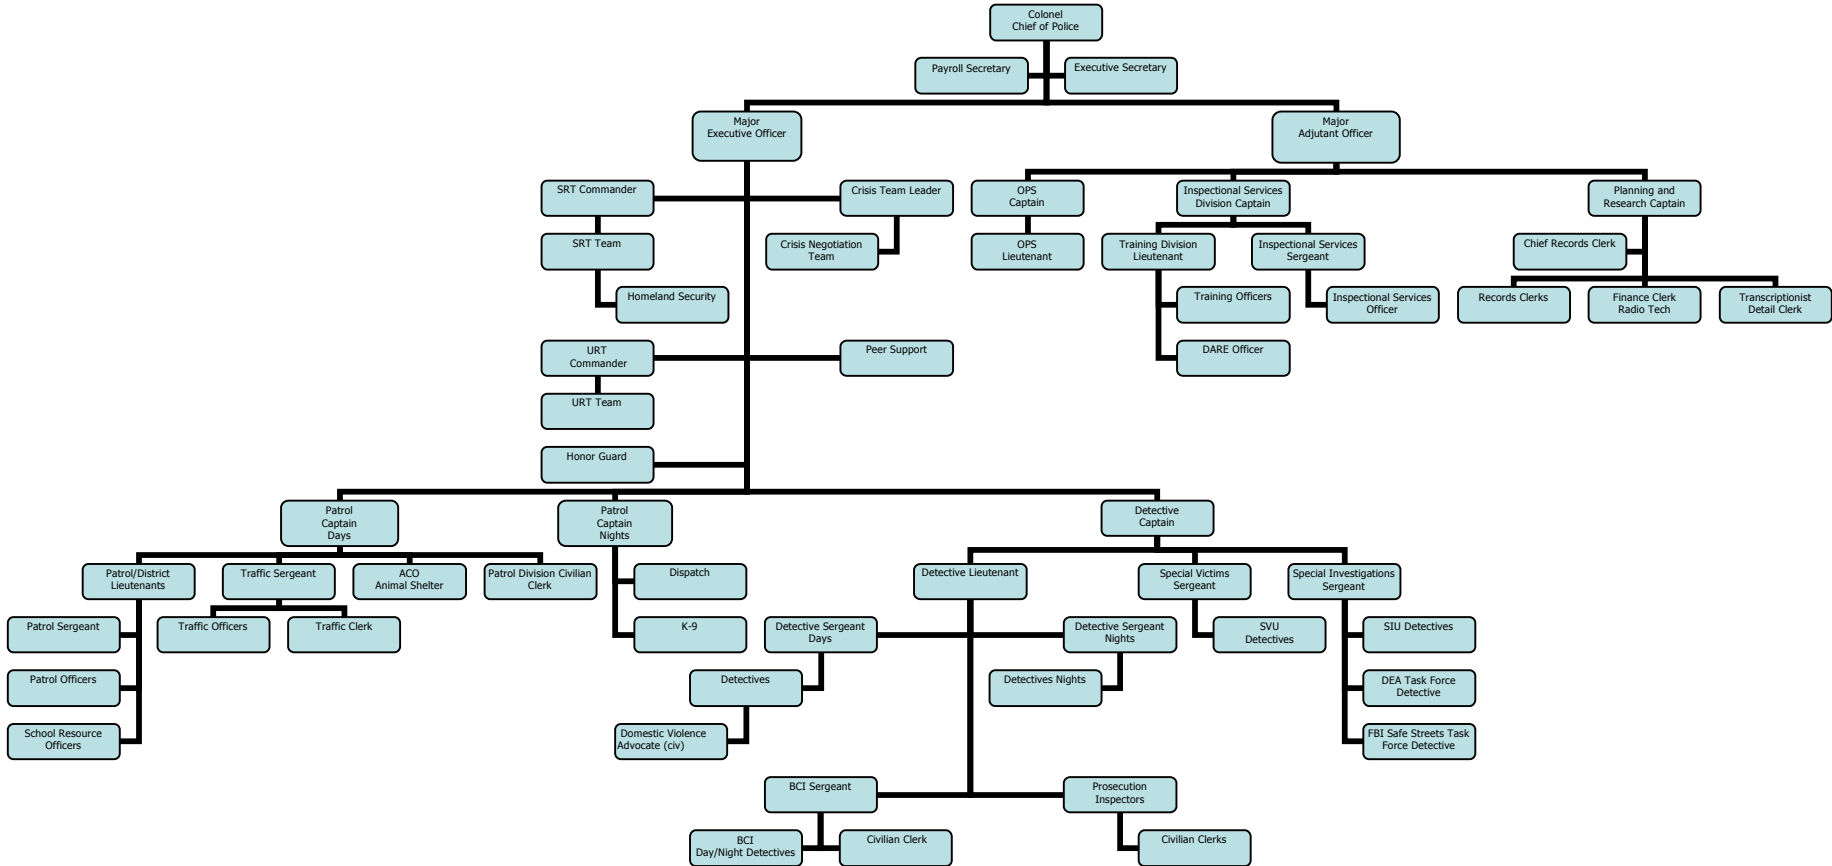 Colonel
Chief of Police
Payroll Secretary
Executive Secretary
Major
Executive Officer
Major
Adjutant Officer
SRT Commander
Crisis Team Leader
OPS
Captain
Inspectional Services
Division Captain
Planning and
Research Captain
SRT Team
Crisis Negotiation
Team
OPS
Lieutenant
Training Division
Lieutenant
Inspectional Services
Sergeant
Chief Records Clerk
Homeland Security
Training Officers
Inspectional Services
Officer
Records Clerks
Finance Clerk
Radio Tech
Transcriptionist
Detail Clerk
URT
Commander
Peer Support
DARE Officer
URT Team
Honor Guard
Patrol
Captain
Days
Patrol
Captain
Nights
Detective
Captain
Patrol/District
Lieutenants
Traffic Sergeant
ACO
Animal Shelter
Patrol Division Civilian
Clerk
Dispatch
Detective Lieutenant
Special Victims
Sergeant
Special Investigations
Sergeant
Patrol Sergeant
Traffic Officers
Traffic Clerk
K-9
Detective Sergeant
Days
Detective Sergeant
Nights
SVU
Detectives
SIU Detectives
Patrol Officers
Detectives
Detectives Nights
DEA Task Force
Detective
School Resource
Officers
Domestic Violence
Advocate (civ)
FBI Safe Streets Task
Force Detective
BCI Sergeant
Prosecution
Inspectors
BCI
Day/Night Detectives
Civilian Clerk
Civilian Clerks